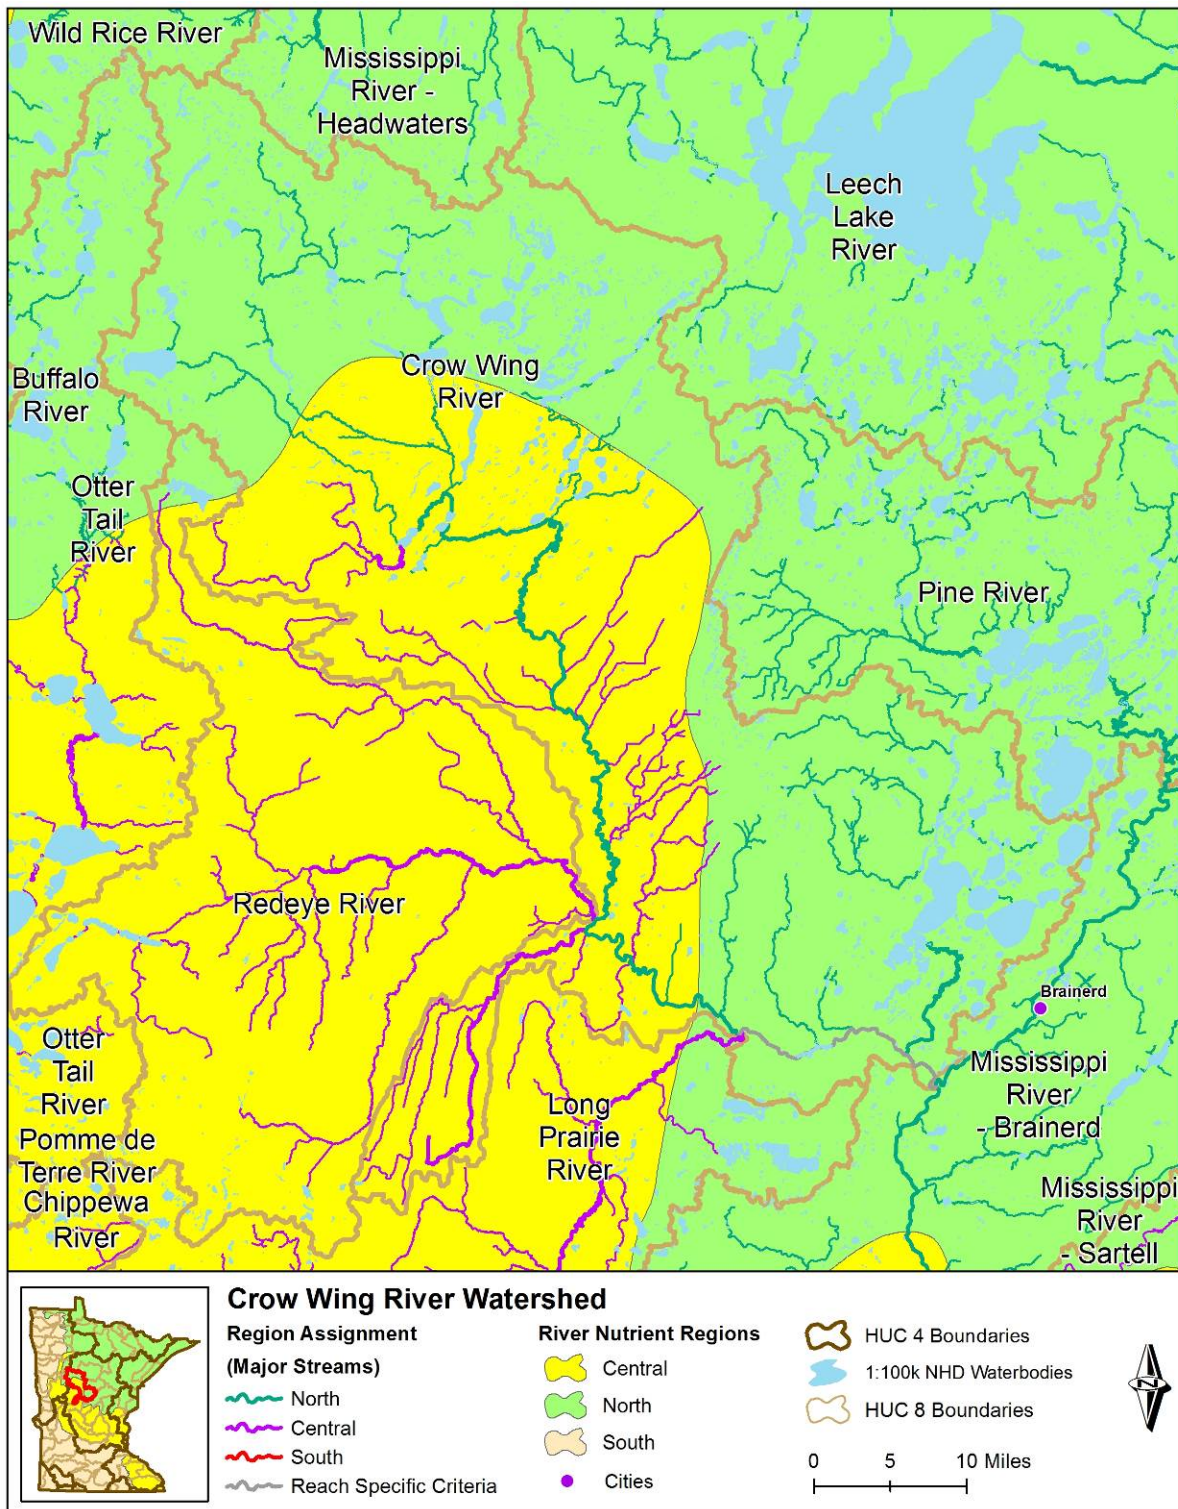 Wild Rice River
Mississippi
River -
Headwaters
Leech
Lake
River
Crow Wing
River
Buffalo
River
Otter
Tail
River
Pine River
Redeye River
Brainerd
Otter
Tail
River
Long
Prairie
River
Mississippi
River
- Brainerd
Pomme de
Terre River
Chippewa
River
Mississippi
River
- Sartell
Crow Wing River Watershed
Region Assignment
(Major Streams)
North
Central
South
Reach Specific Criteria
River Nutrient Regions
Central
North
South
Cities
HUC 4 Boundaries
1:100k NHD Waterbodies
HUC 8 Boundaries
0 5 10 Miles
N